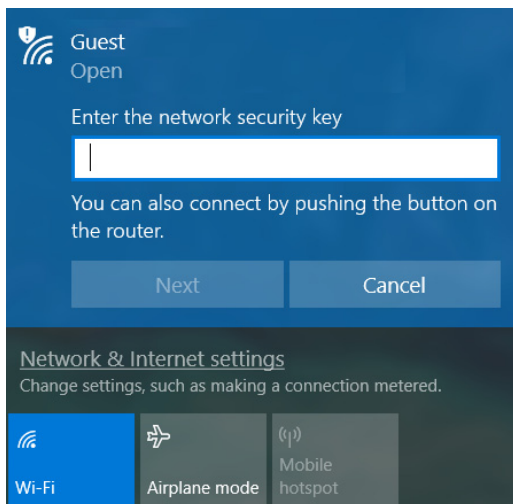 Guest
Open
Enter the network security key
You can also connect by pushing the button on
the router.
Next
Cancel
Network & Internet settings
Change settings, such as making a connection metered.
Wi-Fi
Airplane mode
Mobile
hotspot